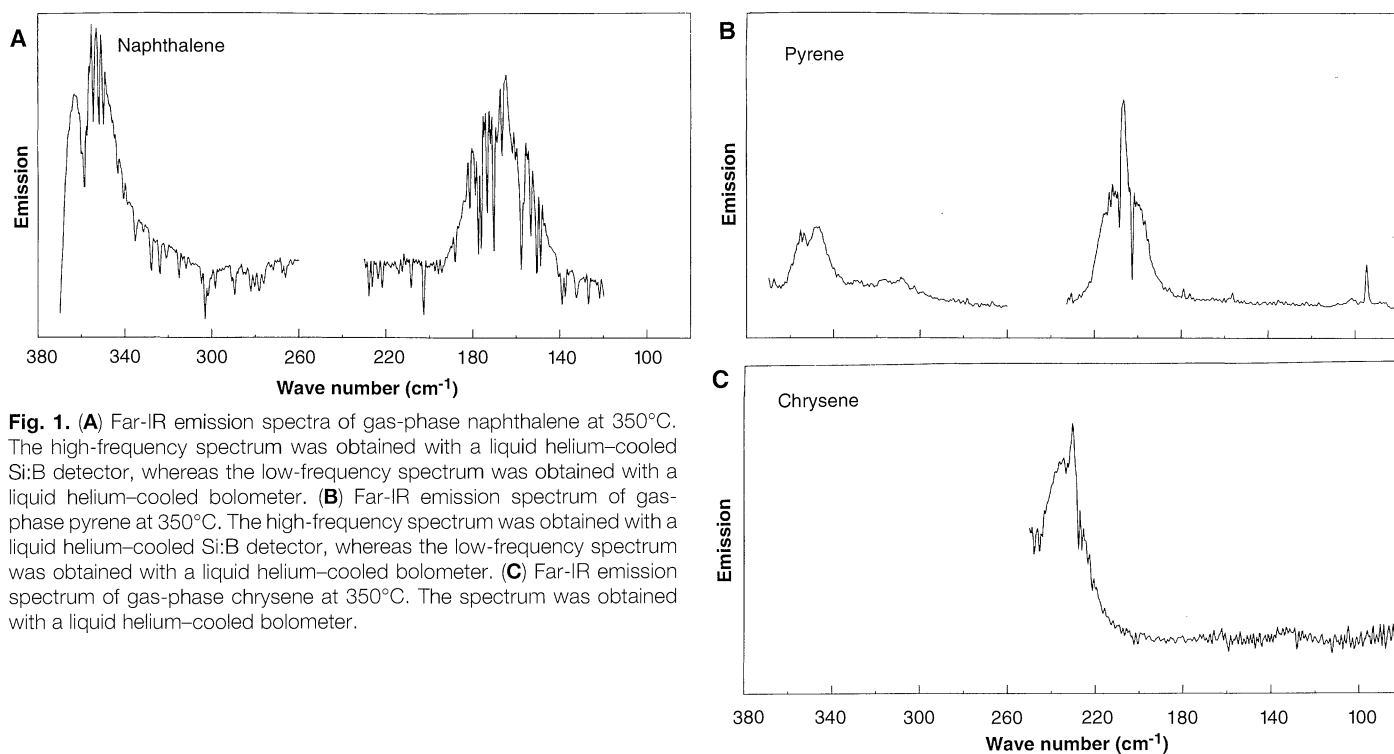 A
Naphthalene
Emission
380 340 300 260 220 180 140 100
Wave number (cm-1)
Fig. 1. (A) Far-IR emission spectra of gas-phase naphthalene at 350°C.
The high-frequency spectrum was obtained with a liquid helium–cooled
Si:B detector, whereas the low-frequency spectrum was obtained with a
liquid helium–cooled bolometer. (B) Far-IR emission spectrum of gas-
phase pyrene at 350°C. The high-frequency spectrum was obtained with a
liquid helium–cooled Si:B detector, whereas the low-frequency spectrum
was obtained with a liquid helium–cooled bolometer. (C) Far-IR emission
spectrum of gas-phase chrysene at 350°C. The spectrum was obtained
with a liquid helium–cooled bolometer.
B
Pyrene
Emission
C
Chrysene
Emission
380 340 300 260 220 180 140 100
Wave number (cm-1)